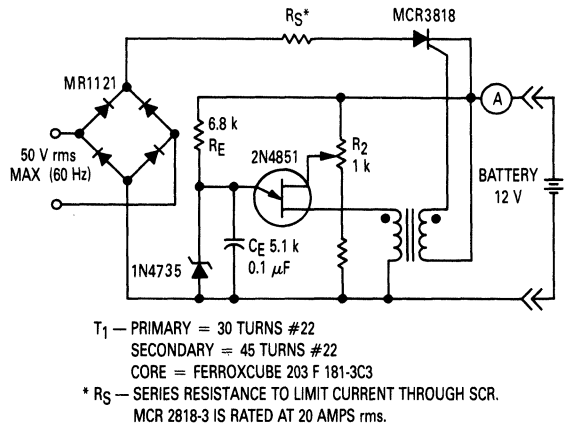 RS*
MCR3818
MR1121
6.8 k
RE
2N4851
R2
1 k
A
50 V rms
MAX (60 Hz)
BATTERY
12 V
CE 5.1 k
0.1 µF
1N4735
T1 — PRIMARY = 30 TURNS #22
SECONDARY = 45 TURNS #22
CORE = FERROXCUBE 203 F 181-3C3
* RS — SERIES RESISTANCE TO LIMIT CURRENT THROUGH SCR.
MCR 2818-3 IS RATED AT 20 AMPS rms.